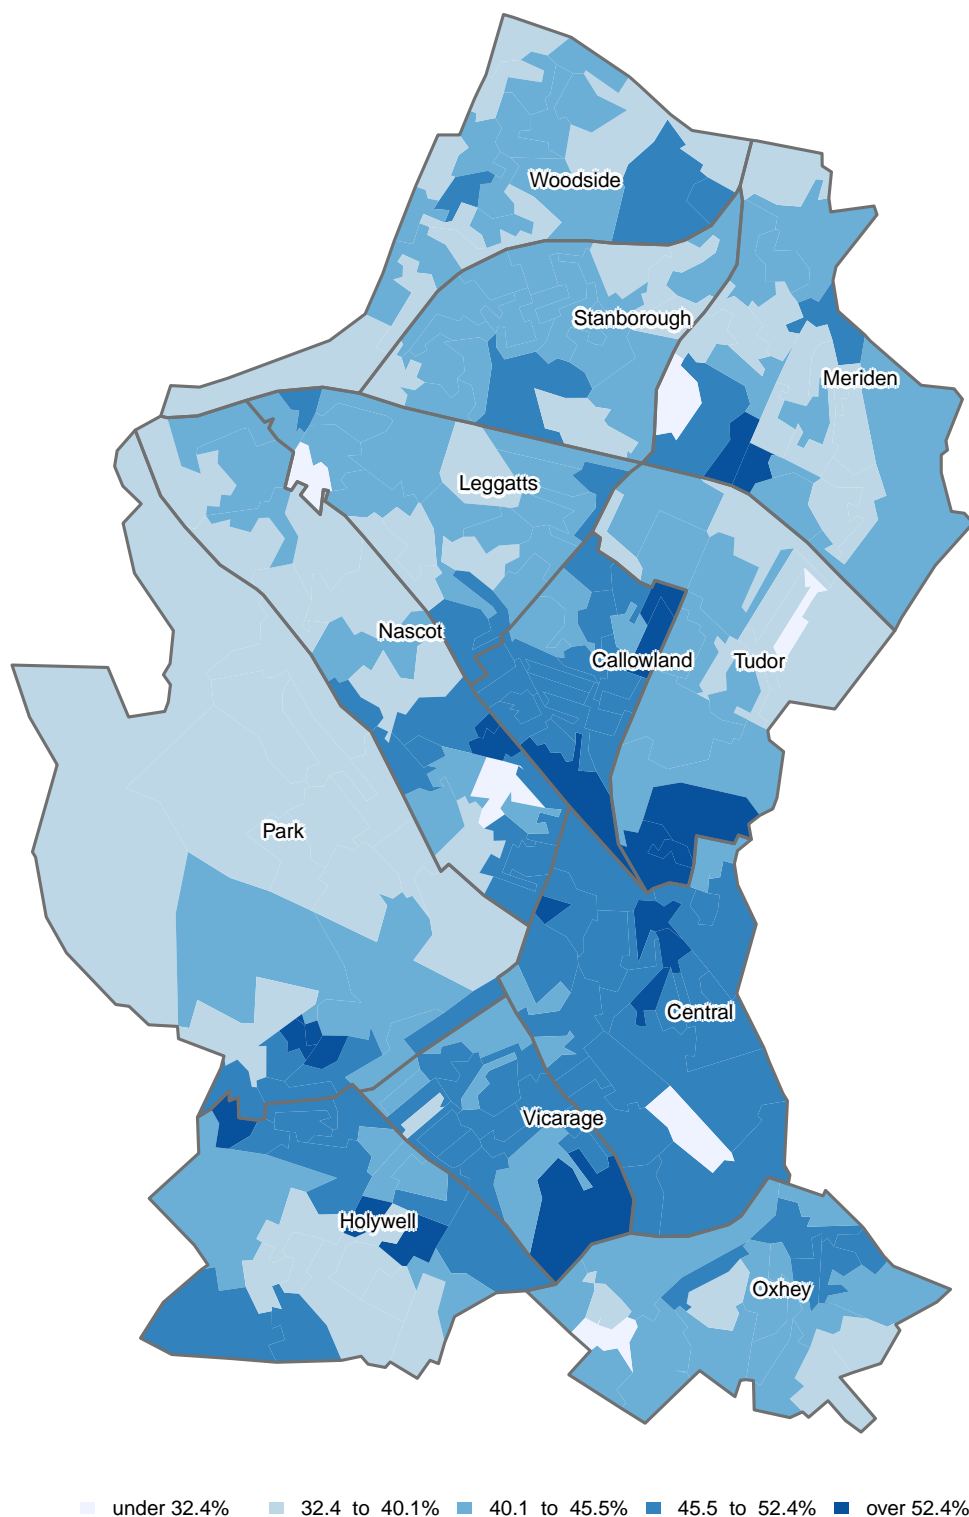 Woodside
Stanborough
Meriden
Leggatts
Nascot
Callowland
Tudor
Park
Central
Vicarage
Holywell
Oxhey
under 32.4% 32.4 to 40.1% 40.1 to 45.5% 45.5 to 52.4% over 52.4%